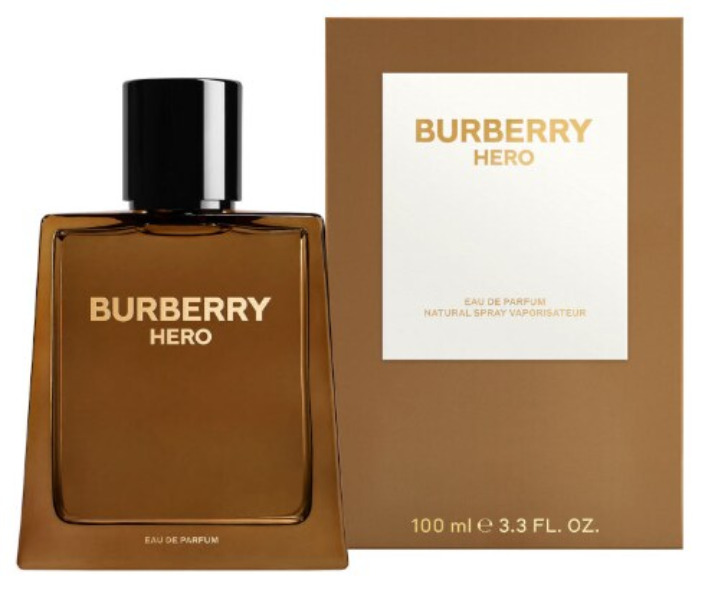 BURBERRY
HERO
EAU DE PARFUM
BURBERRY
HERO
EAU DE PARFUM
NATURAL SPRAY VAPORISATEUR
100 ml ℮ 3.3 FL. OZ.